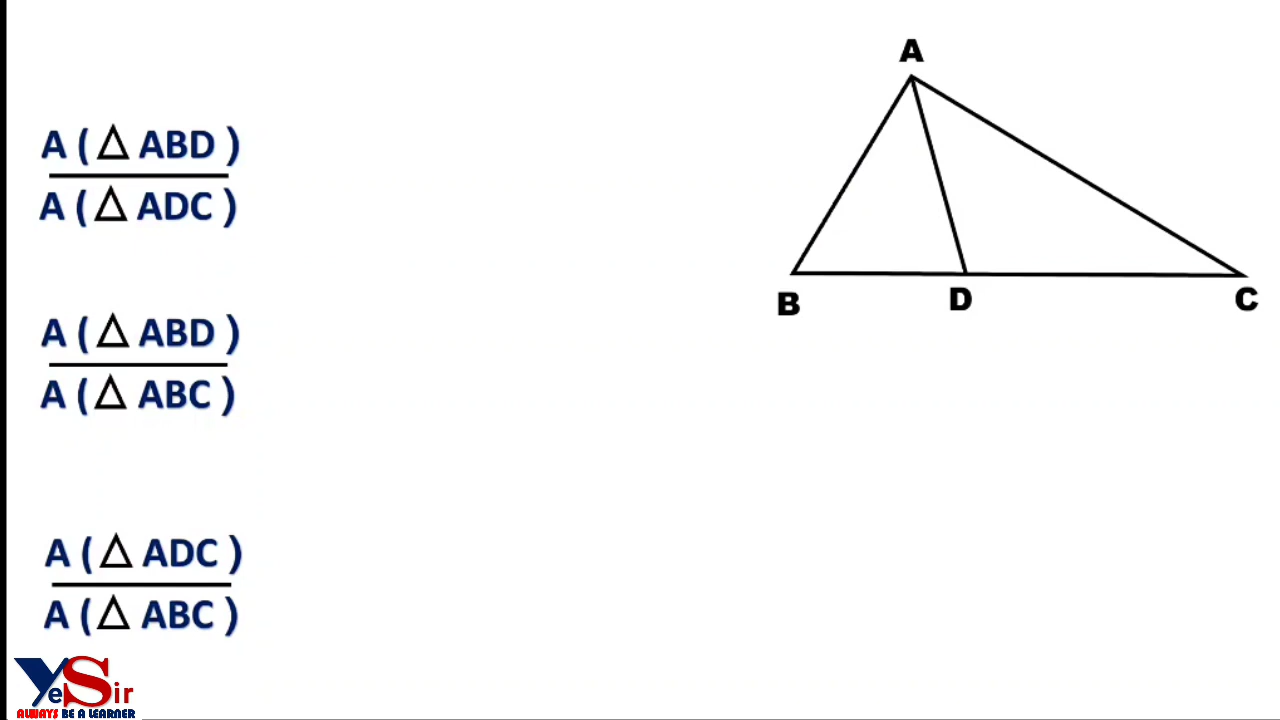 A ( △ ABD )
A ( △ ADC )
A ( △ ABD )
A ( △ ABC )
A ( △ ADC )
A ( △ ABC )
A
B
D
C
YeSir
ALWAYS BE A LEARNER